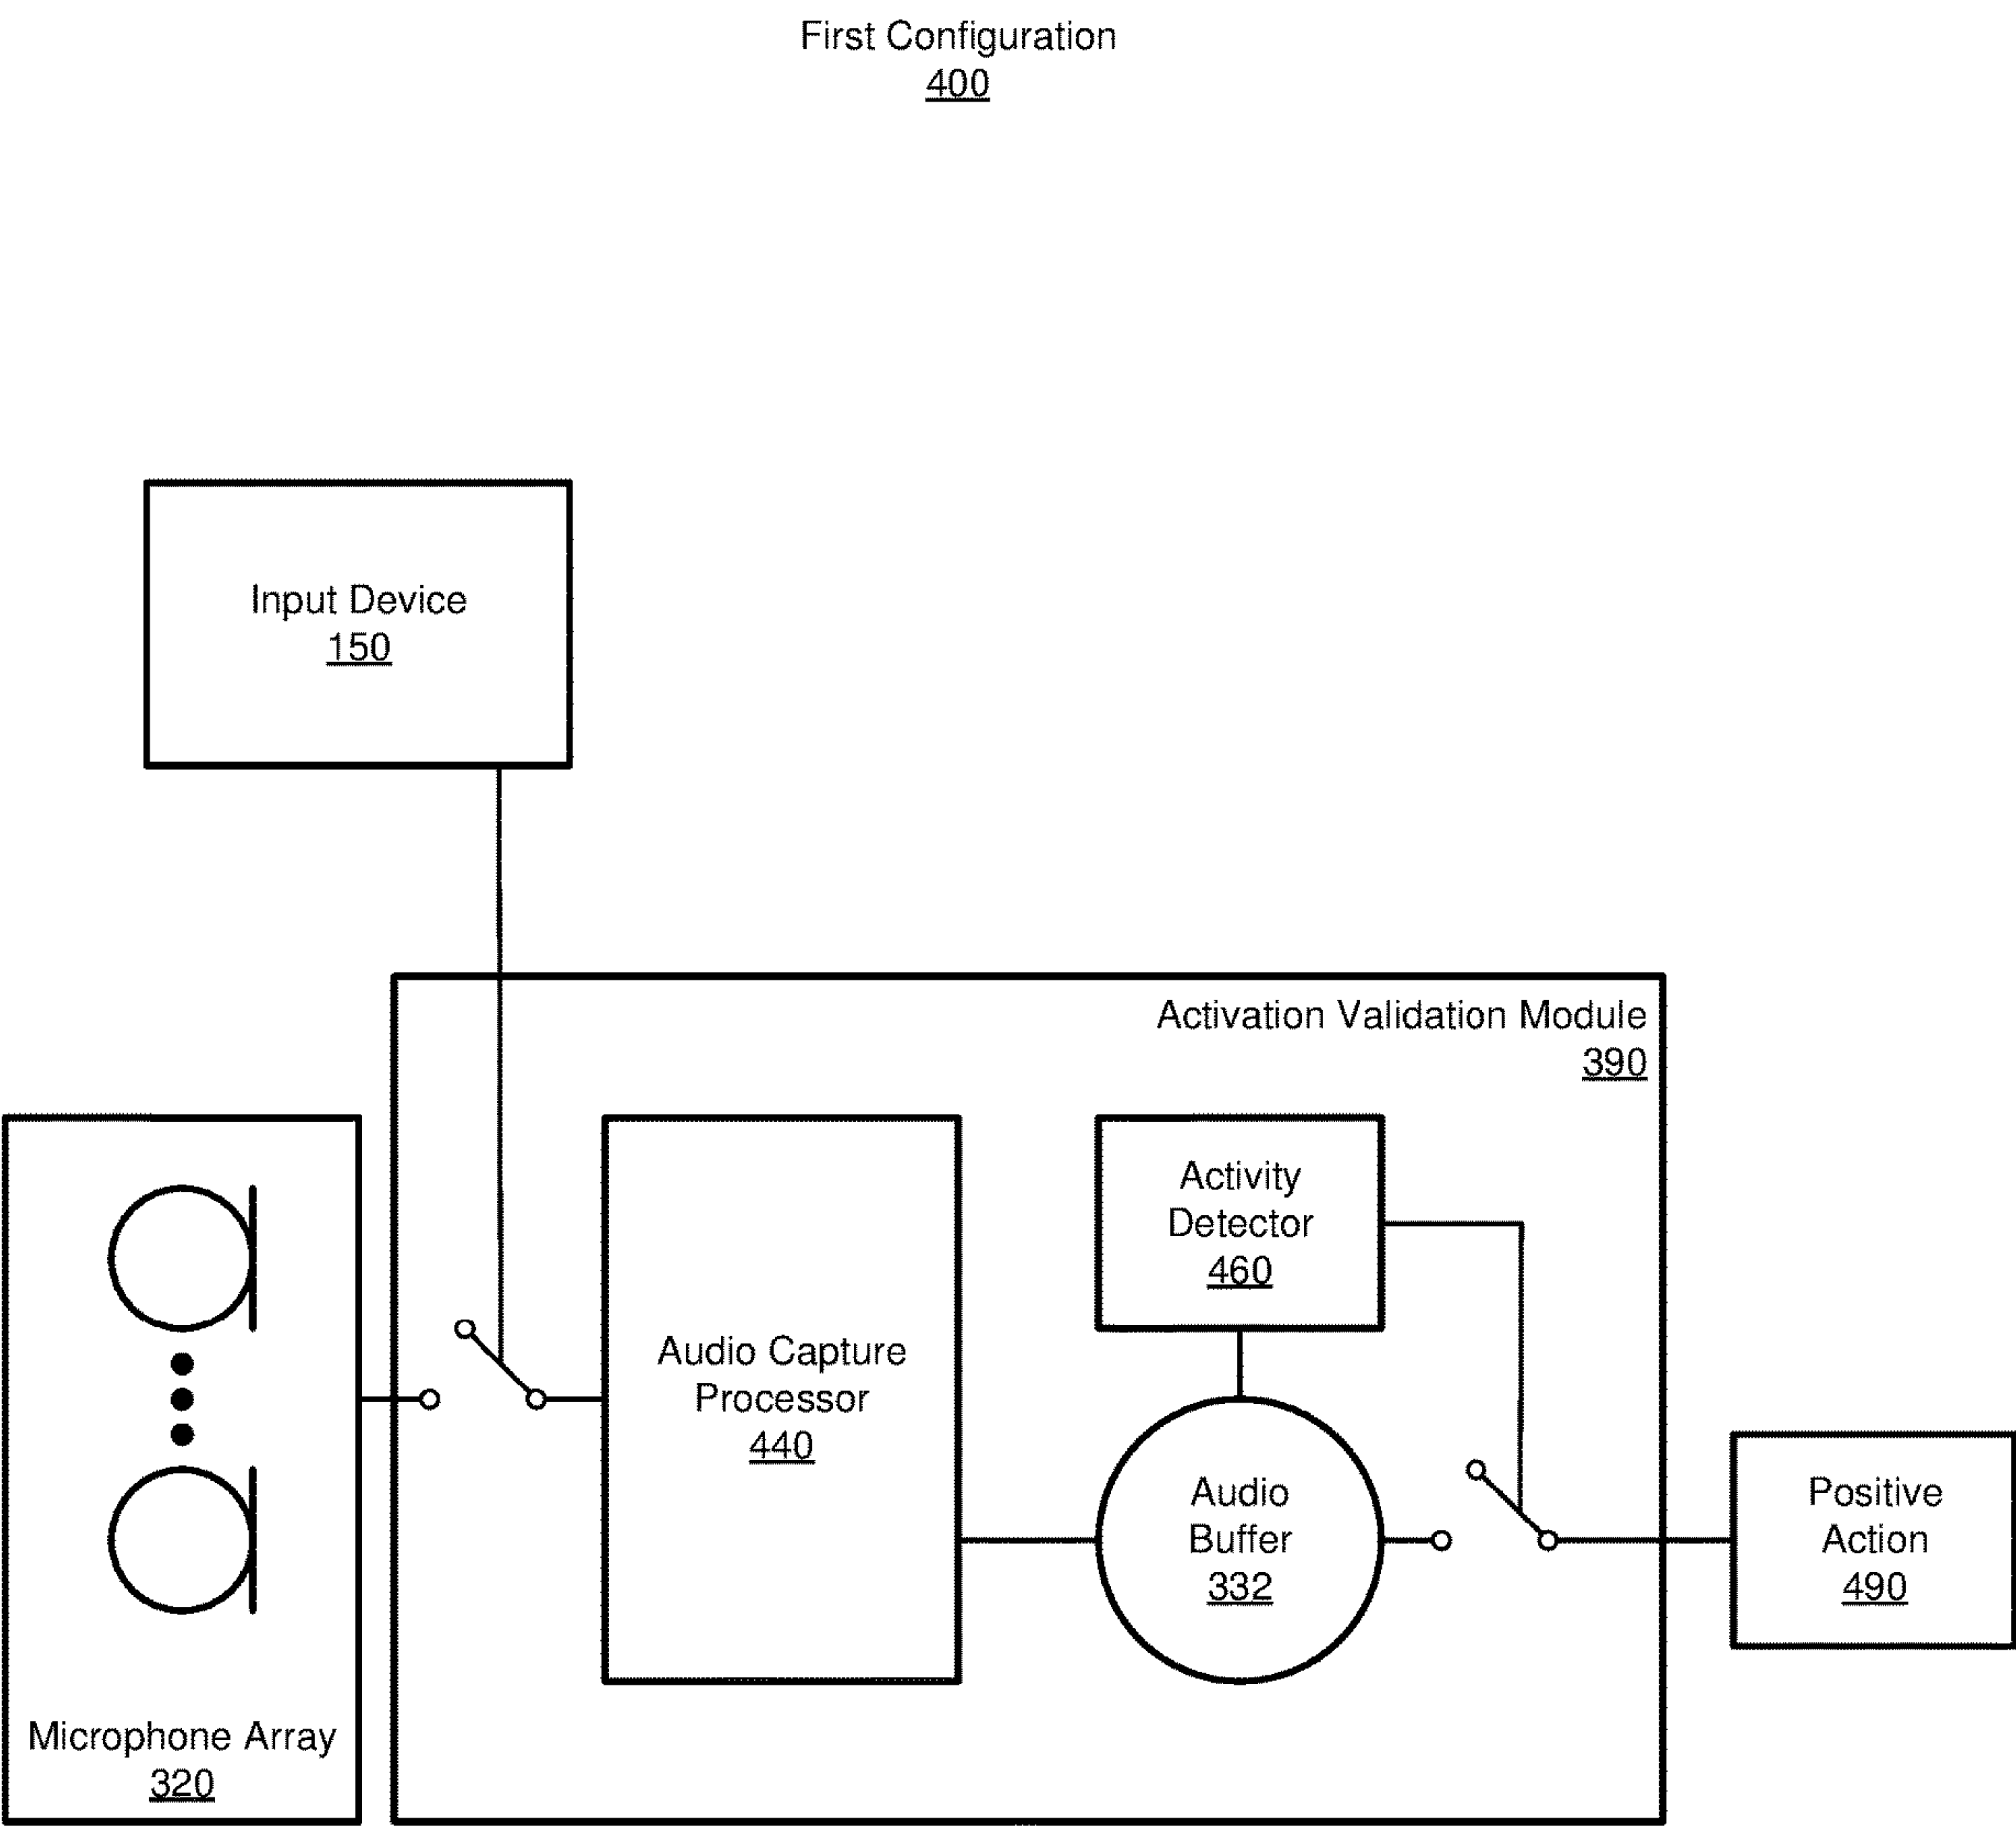 First Configuration
400
Input Device
150
Activation Validation Module
390
Activity
Detector
460
Audio Capture
Processor
440
Audio
Buffer
332
Positive
Action
490
Microphone Array
320